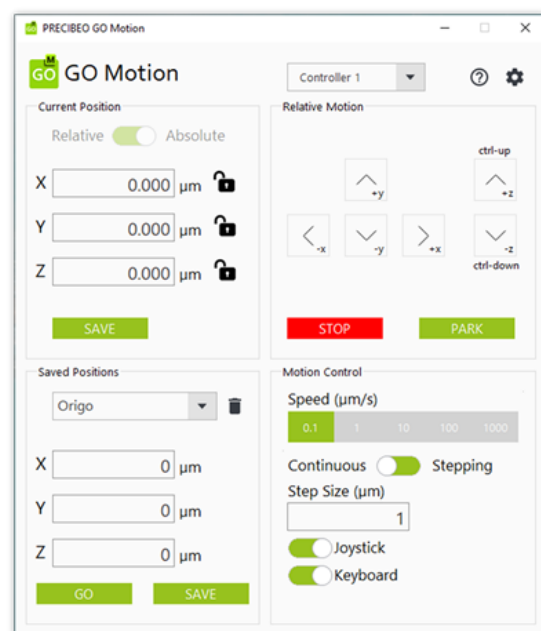 PRECIBEO GO Motion
M
GO
GO Motion
Controller 1
Current Position
Relative
Absolute
X
0.000
µm
Y
0.000
µm
Z
0.000
µm
SAVE
Relative Motion
ctrl-up
+y
+z
-x
-y
+x
-z
ctrl-down
STOP
PARK
Saved Positions
Origo
X
0
µm
Y
0
µm
Z
0
µm
GO
SAVE
Motion Control
Speed (µm/s)
0.1
1
10
100
1000
Continuous
Stepping
Step Size (µm)
1
Joystick
Keyboard